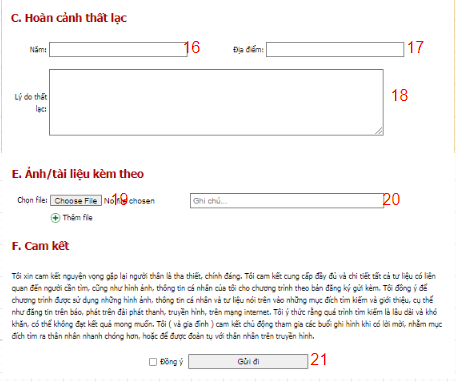 C. Hoàn cảnh thất lạc
Năm: 16 Địa điểm: 17
Lý do thất lạc: 18
E. Ảnh/tài liệu kèm theo
Chọn file: Choose File No file chosen 19 Ghi chú... 20
Thêm file
F. Cam kết
Tôi xin cam kết nguyện vọng gặp lại người thân là tha thiết, chính đáng. Tôi cam kết cung cấp đầy đủ và chi tiết tất cả tư liệu có liên
quan đến người cần tìm, cũng như hình ảnh, thông tin cá nhân của tôi cho chương trình theo bản đăng ký gửi kèm. Tôi đồng ý để
chương trình được sử dụng những hình ảnh, thông tin cá nhân và tư liệu nói trên vào những mục đích tìm kiếm và giới thiệu, cụ thể
như đăng tin trên báo, phát trên đài phát thanh, truyền hình, trên mạng internet. Tôi ý thức rằng quá trình tìm kiếm là lâu dài và khó
khăn, có thể không đạt kết quả mong muốn. Tôi ( và gia đình ) cam kết chủ động tham gia các buổi ghi hình khi có lời mời, nhằm mục
đích tìm ra thân nhân nhanh chóng hơn, hoặc để được đoàn tụ với thân nhân trên truyền hình.
Đồng ý Gửi đi 21